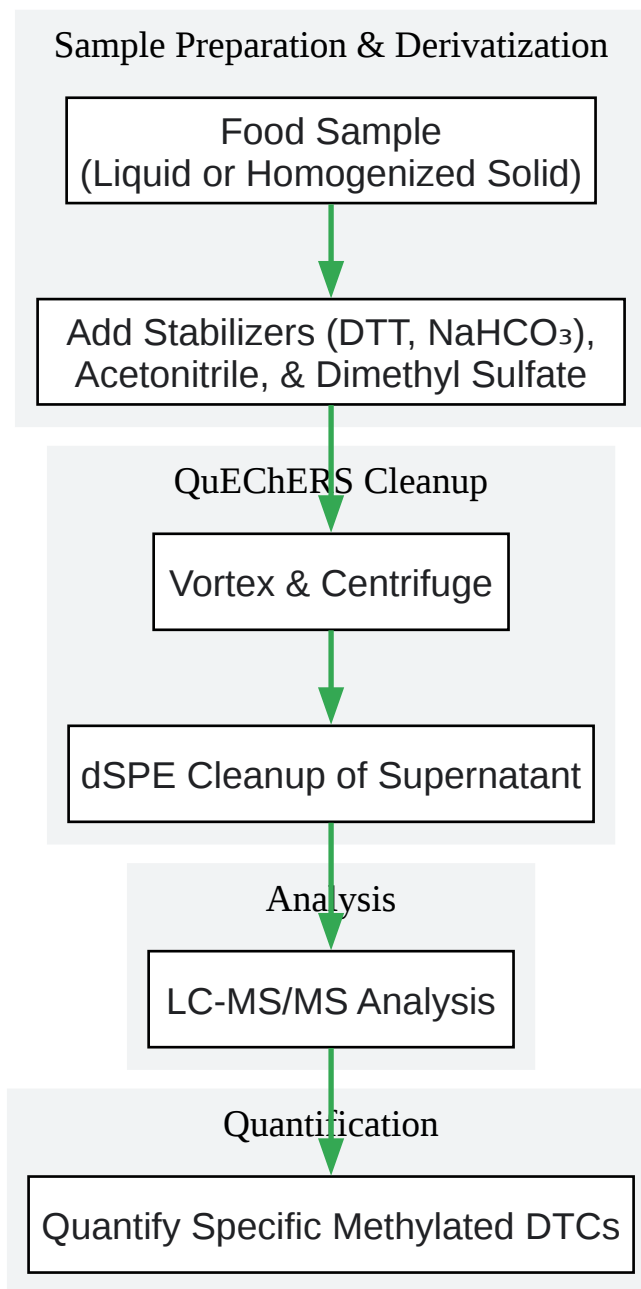 Sample Preparation & Derivatization
Food Sample
(Liquid or Homogenized Solid)
Add Stabilizers (DTT, NaHCO₃),
Acetonitrile, & Dimethyl Sulfate
QuEChERS Cleanup
Vortex & Centrifuge
dSPE Cleanup of Supernatant
Analysis
LC-MS/MS Analysis
Quantification
Quantify Specific Methylated DTCs